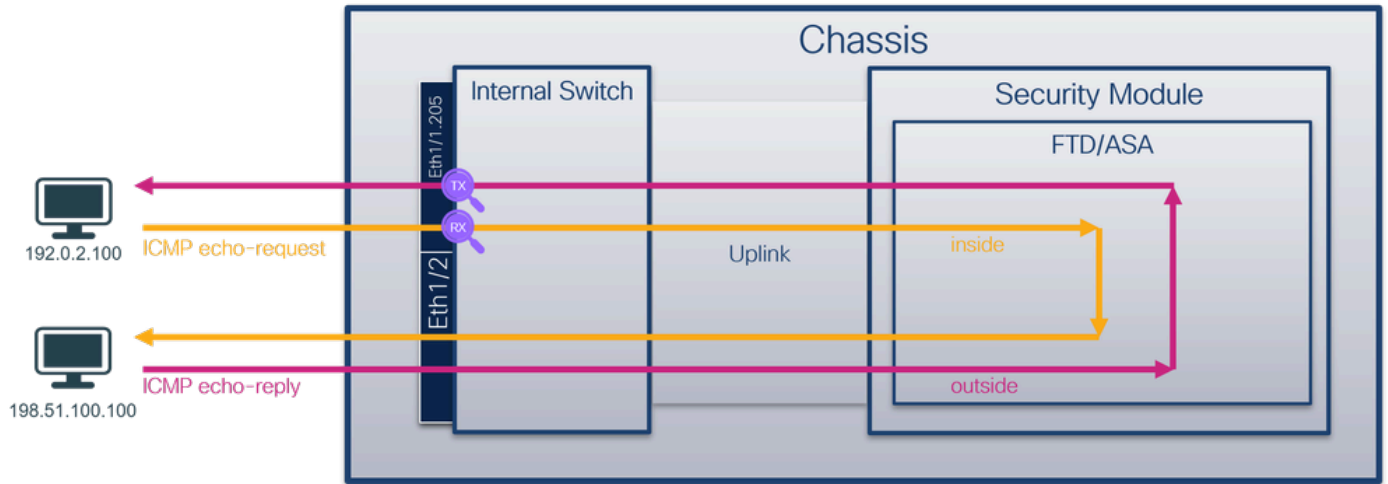 Chassis
Internal Switch
Security Module
FTD/ASA
Eth1/1.205
TX
RX
192.0.2.100
ICMP echo-request
Uplink
inside
Eth1/2
ICMP echo-reply
outside
198.51.100.100